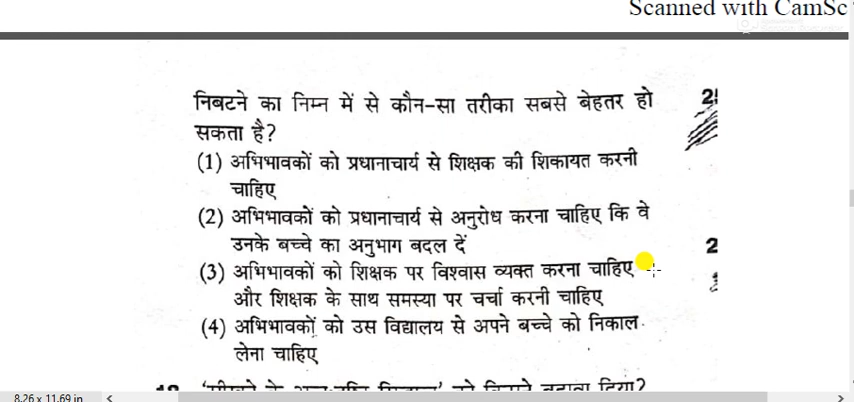 Scanned with CamSc
निबटने का निम्न में से कौन-सा तरीका सबसे बेहतर हो
सकता है?
(1) अभिभावकों को प्रधानाचार्य से शिक्षक की शिकायत करनी
चाहिए
(2) अभिभावकों को प्रधानाचार्य से अनुरोध करना चाहिए कि वे
उनके बच्चे का अनुभाग बदल दें
(3) अभिभावकों को शिक्षक पर विश्वास व्यक्त करना चाहिए
और शिक्षक के साथ समस्या पर चर्चा करनी चाहिए
(4) अभिभावकों को उस विद्यालय से अपने बच्चे को निकाल
लेना चाहिए
2
8.26 x 11.69 in